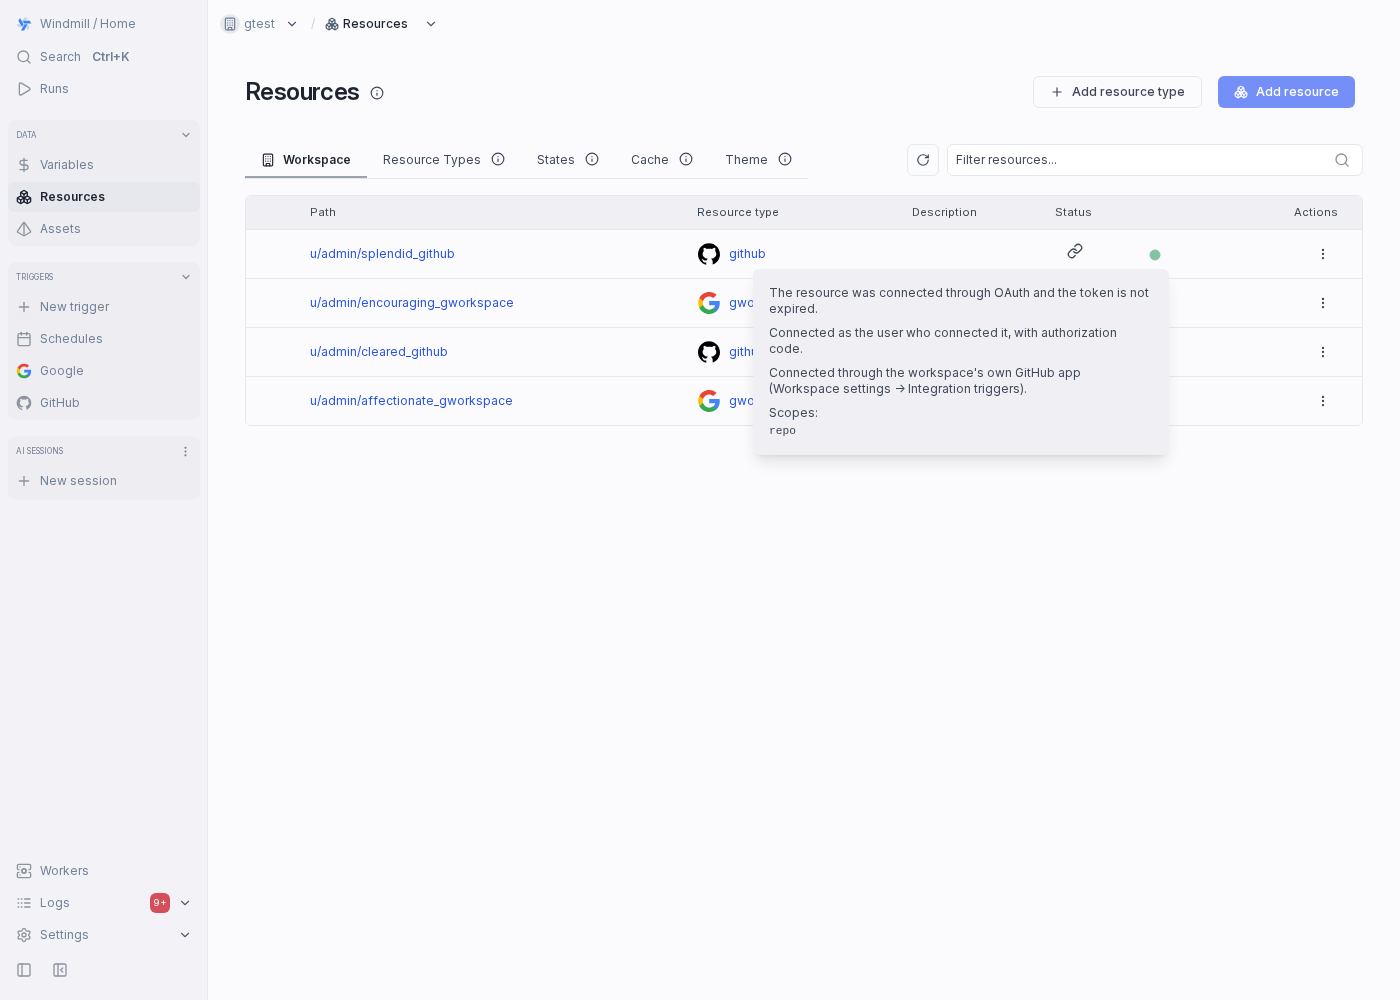 Windmill / Home
Search Ctrl+K
Runs
DATA
Variables
Resources
Assets
TRIGGERS
New trigger
Schedules
Google
GitHub
AI SESSIONS
New session
Workers
Logs 9+
Settings
gtest / Resources
Resources
Add resource type
Add resource
Workspace Resource Types States Cache Theme
Filter resources...
Path Resource type Description Status Actions
u/admin/splendid_github github
u/admin/encouraging_gworkspace gwo
u/admin/cleared_github githu
u/admin/affectionate_gworkspace gwo
The resource was connected through OAuth and the token is not
expired.
Connected as the user who connected it, with authorization
code.
Connected through the workspace's own GitHub app
(Workspace settings → Integration triggers).
Scopes:
repo